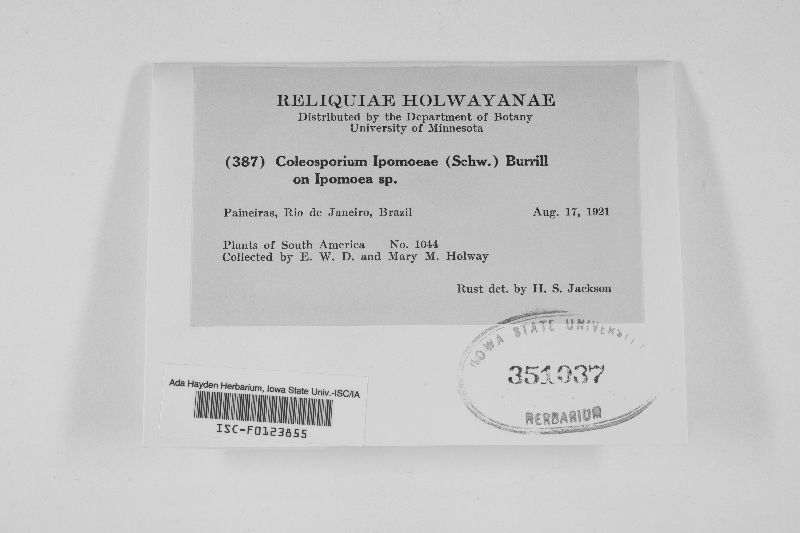 RELIQUIAE HOLWAYANAE
Distributed by the Department of Botany
University of Minnesota
(387) Coleosporium Ipomoeae (Schw.) Burrill
on Ipomoea sp.
Paineiras, Rio de Janeiro, Brazil Aug. 17, 1921
Plants of South America No. 1044
Collected by E. W. D. and Mary M. Holway
Rust det. by H. S. Jackson
IOWA STATE UNIVERSITY
351037
HERBARIUM
Ada Hayden Herbarium, Iowa State Univ.-ISC/IA
ISC-F0123855